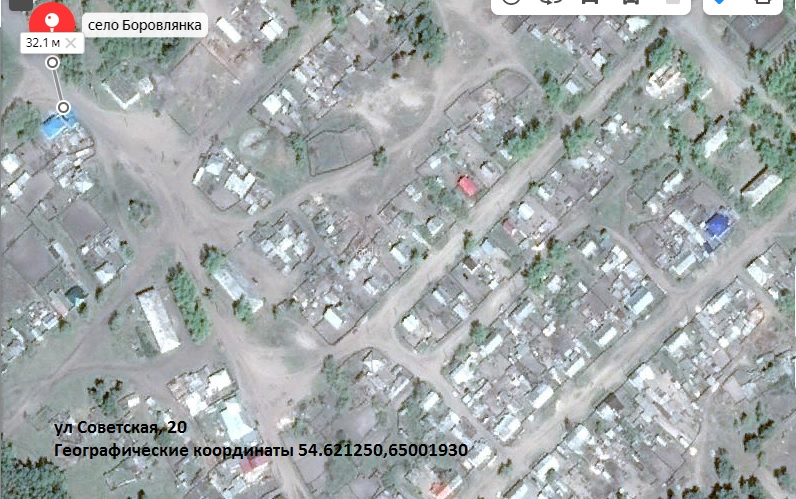 село Боровлянка
32.1 м
ул Советская, 20
Географические координаты 54.621250,65001930